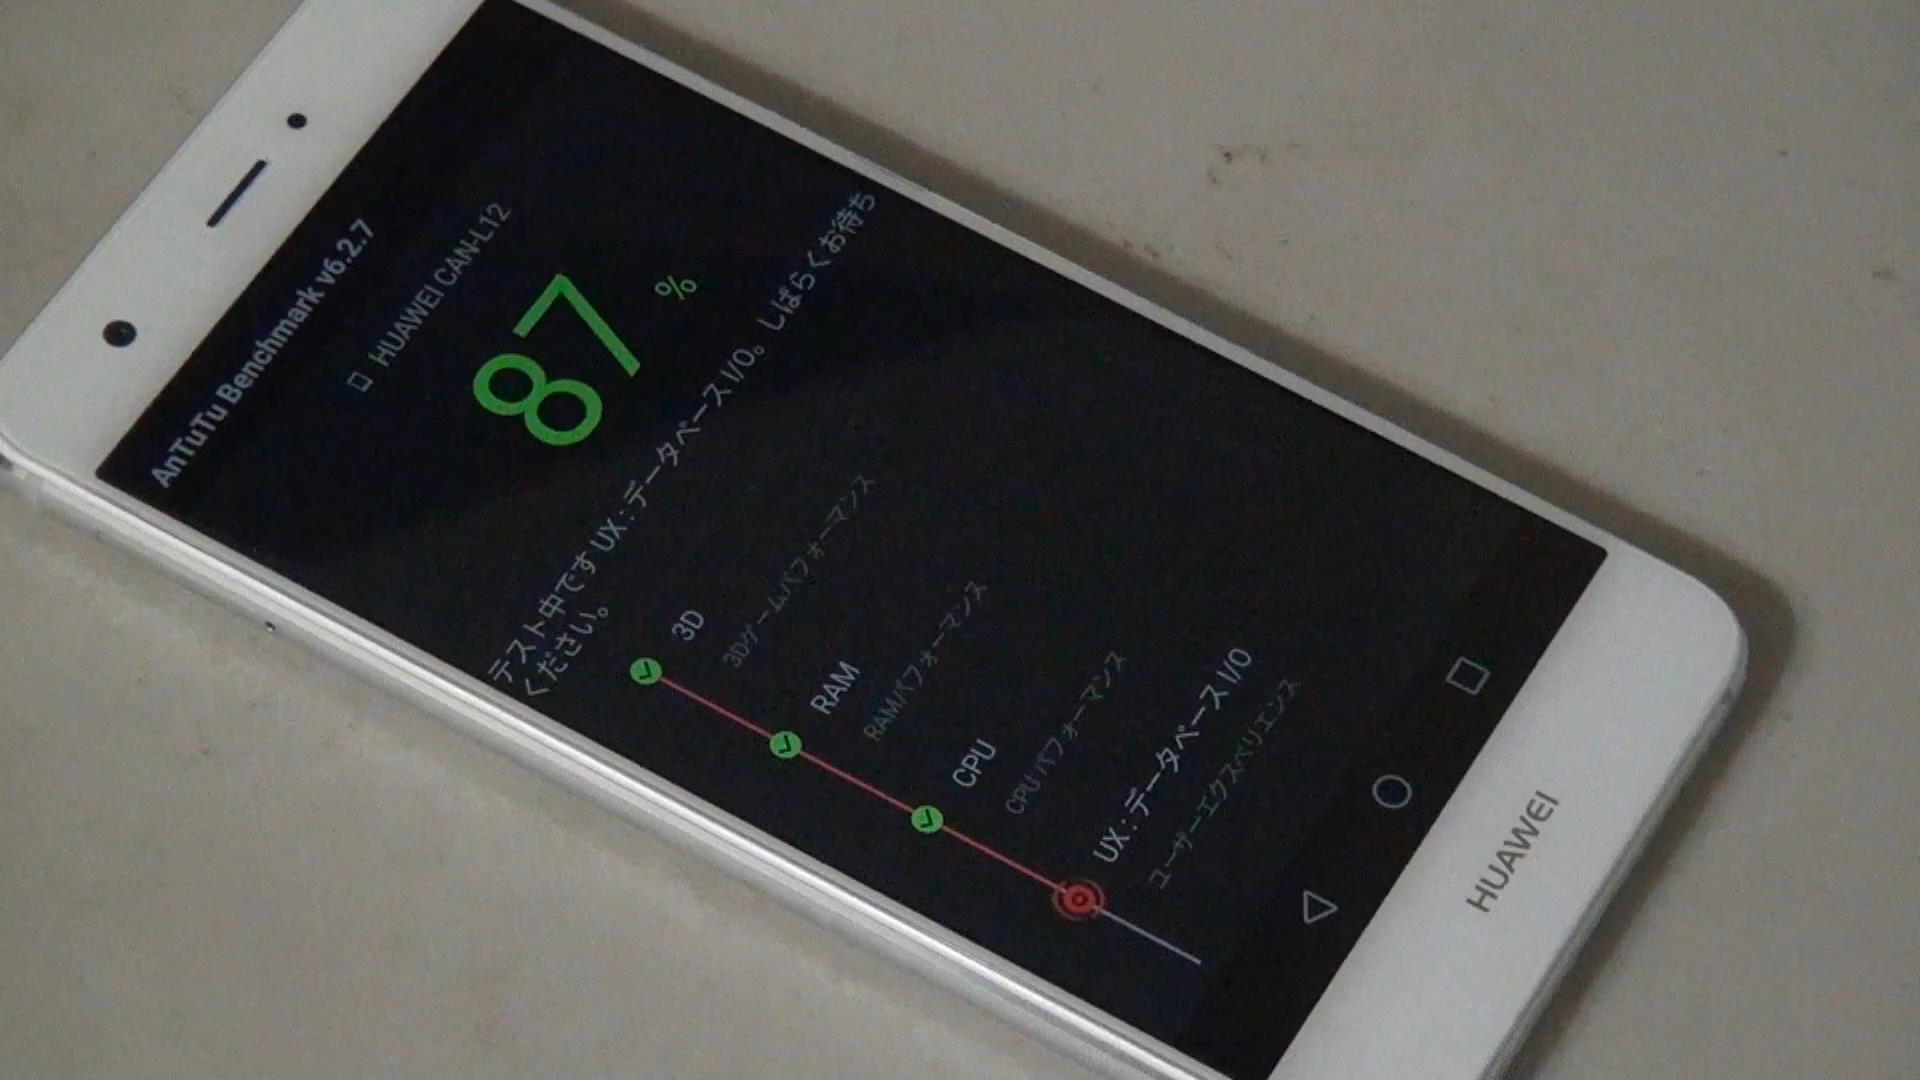 AnTuTu Benchmark v6.2.7
HUAWEI CAN-L12
87 %
テスト中です UX : データベース I/O。しばらくお待ち
ください。
3D
3Dゲームパフォーマンス
RAM
RAMパフォーマンス
CPU
CPUパフォーマンス
UX : データベース I/O
ユーザーエクスペリエンス
HUAWEI